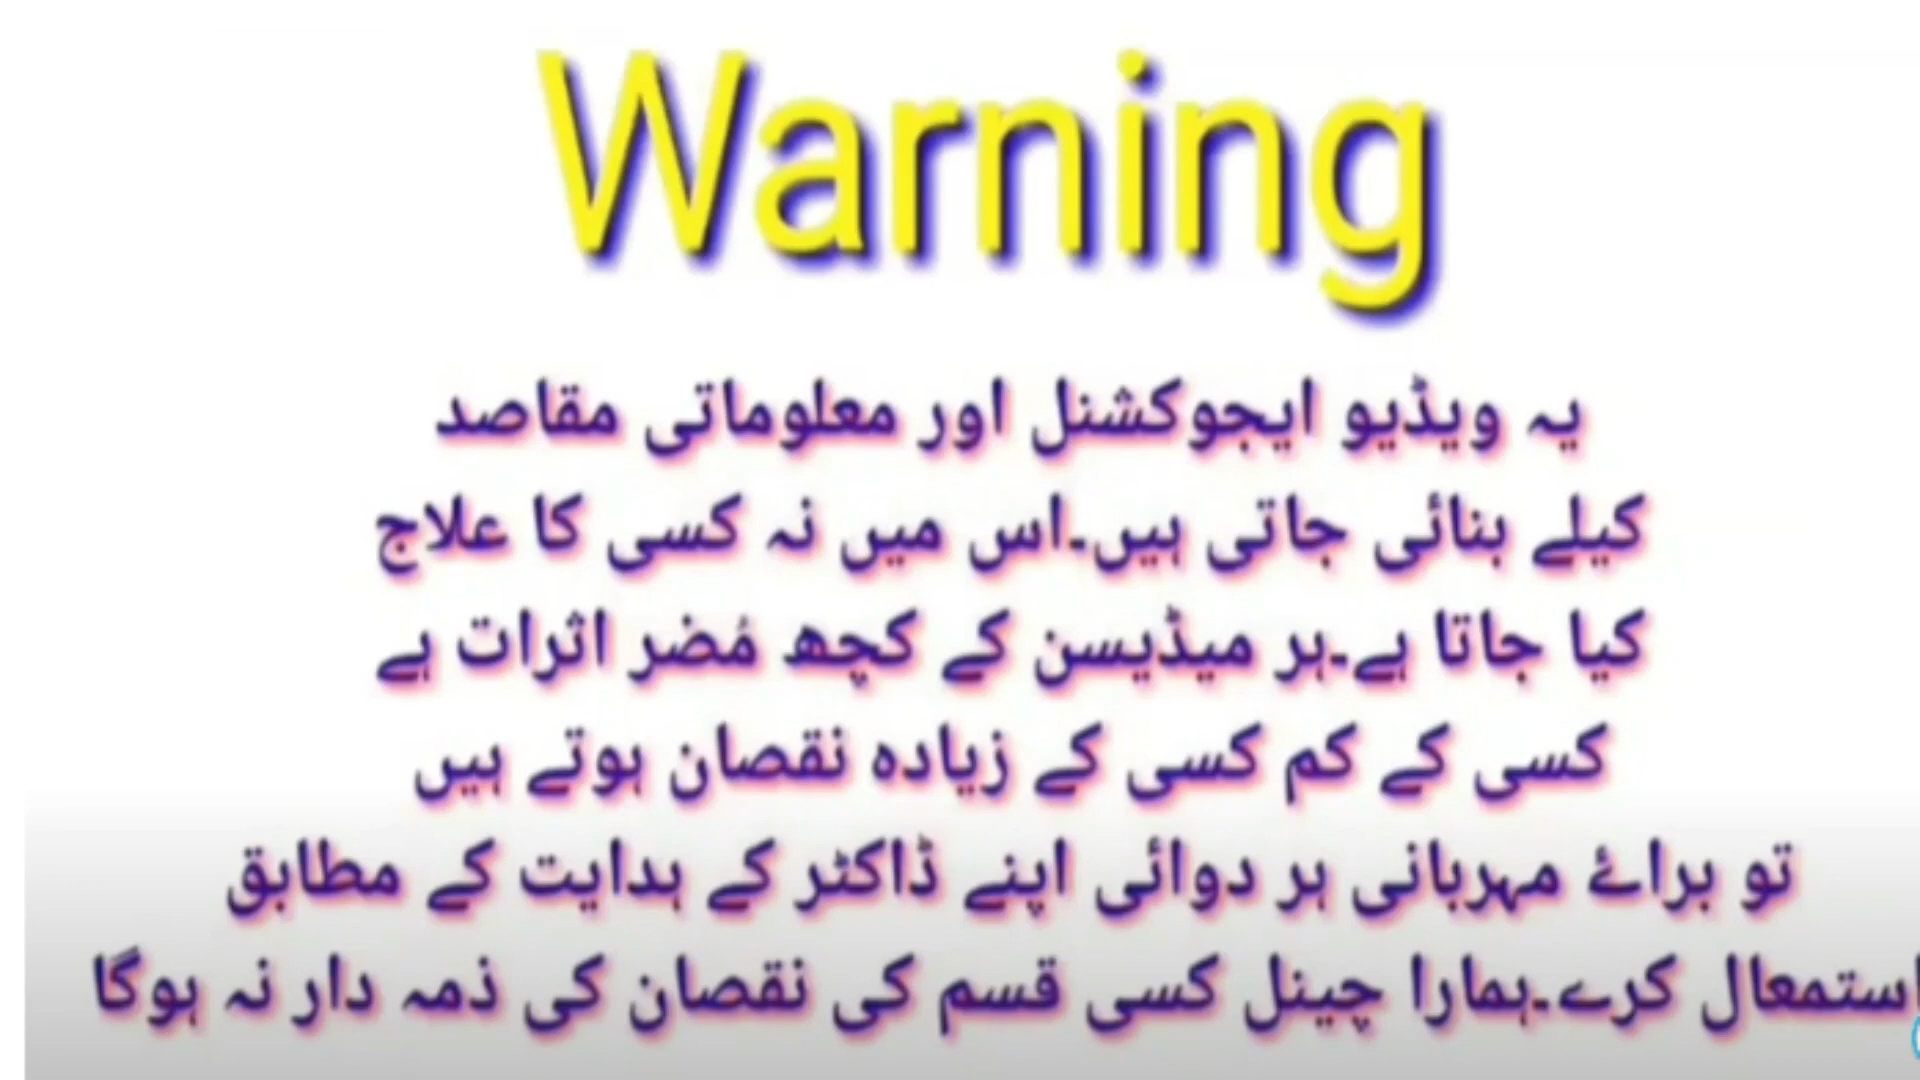 Warning
یہ ویڈیو ایجوکشنل اور معلوماتی مقاصد
کیلے بنائی جاتی ہیں۔اس میں نہ کسی کا علاج
کیا جاتا ہے۔ہر میڈیسن کے کچھ مُضر اثرات ہے
کسی کے کم کسی کے زیادہ نقصان ہوتے ہیں
تو براۓ مہربانی ہر دوائی اپنے ڈاکٹر کے ہدایت کے مطابق
استمعال کرے۔ہمارا چینل کسی قسم کی نقصان کی ذمہ دار نہ ہوگا